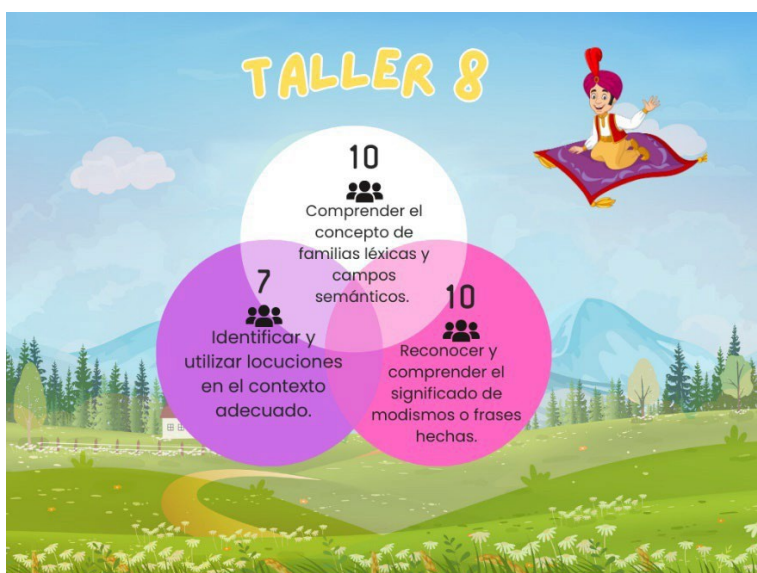 TALLER 8
10
Comprender el
concepto de
familias léxicas y
campos
semánticos.
7
Identificar y
utilizar locuciones
en el contexto
adecuado.
10
Reconocer y
comprender el
significado de
modismos o frases
hechas.